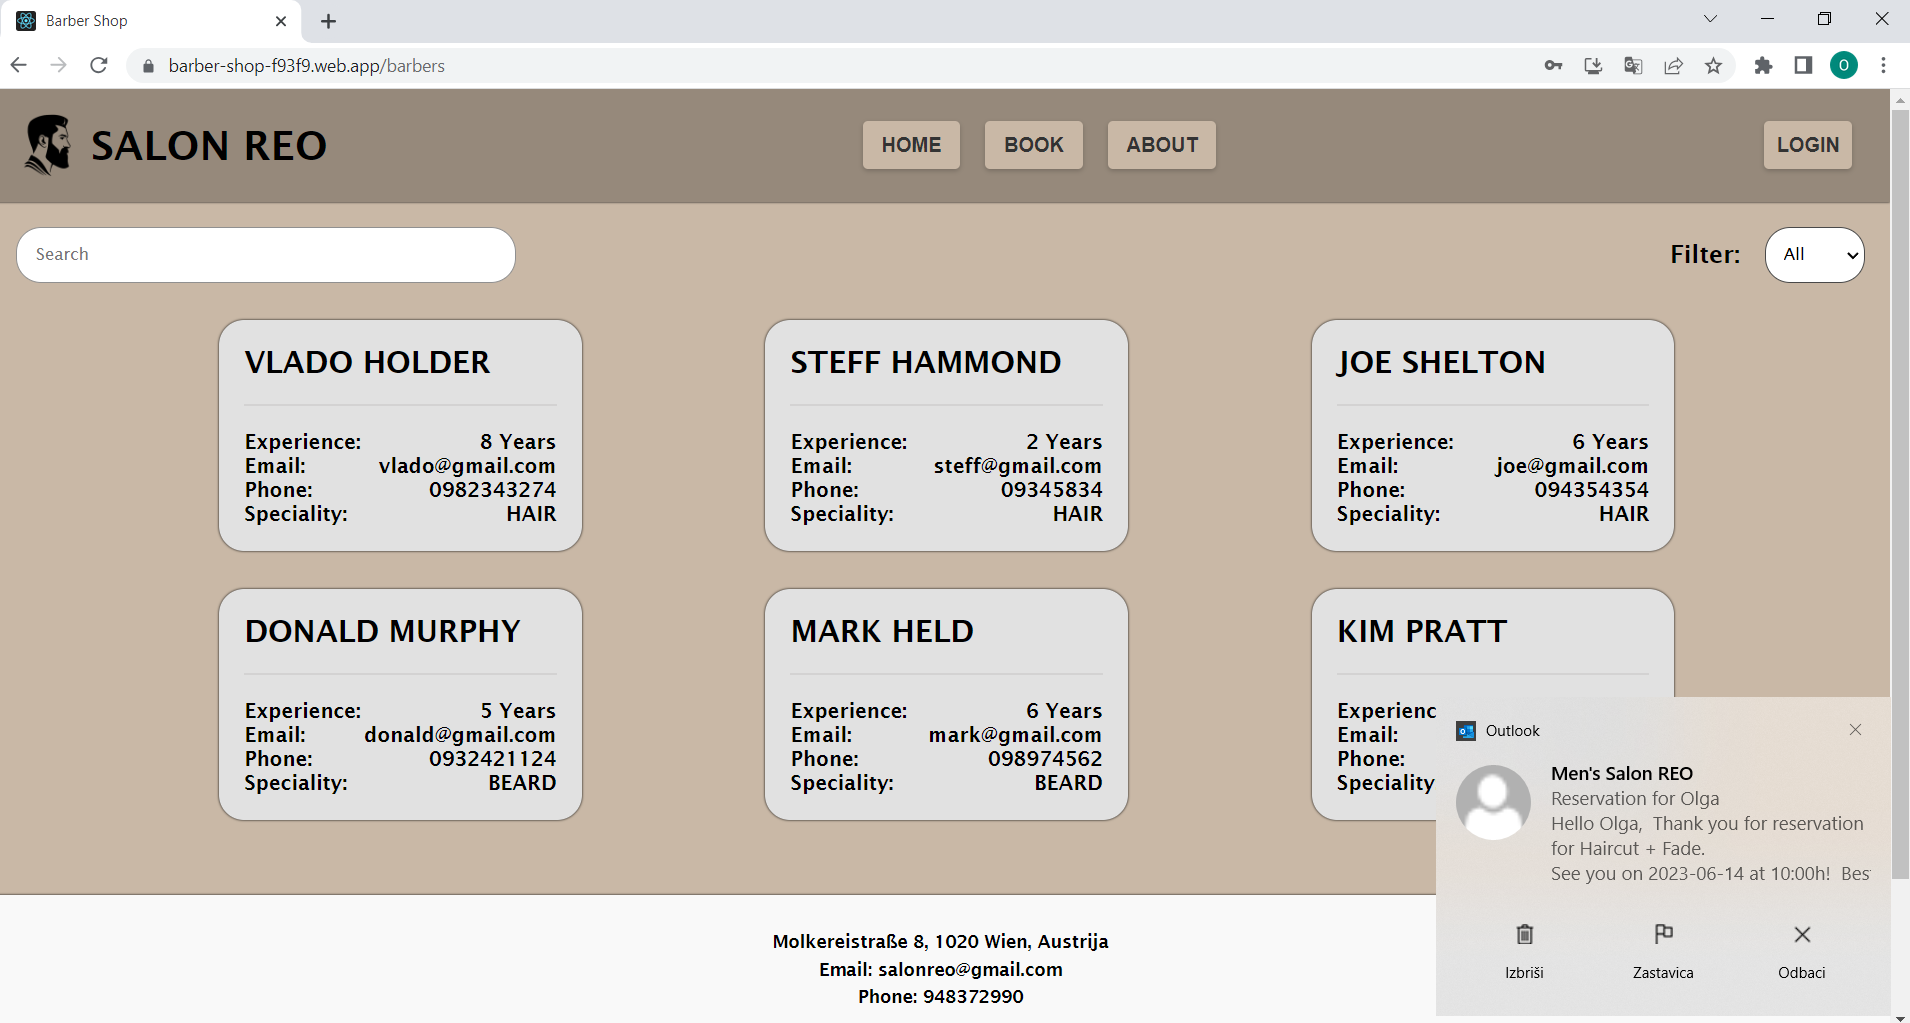 Barber Shop
barber-shop-f93f9.web.app/barbers
O
SALON REO
HOME
BOOK
ABOUT
LOGIN
Search
Filter:
All
VLADO HOLDER
Experience: 8 Years
Email: vlado@gmail.com
Phone: 0982343274
Speciality: HAIR
STEFF HAMMOND
Experience: 2 Years
Email: steff@gmail.com
Phone: 09345834
Speciality: HAIR
JOE SHELTON
Experience: 6 Years
Email: joe@gmail.com
Phone: 094354354
Speciality: HAIR
DONALD MURPHY
Experience: 5 Years
Email: donald@gmail.com
Phone: 0932421124
Speciality: BEARD
MARK HELD
Experience: 6 Years
Email: mark@gmail.com
Phone: 098974562
Speciality: BEARD
KIM PRATT
Experienc
Email:
Phone:
Speciality
Outlook
Men's Salon REO
Reservation for Olga
Hello Olga,  Thank you for reservation
for Haircut + Fade.
See you on 2023-06-14 at 10:00h!  Bes
Izbriši
Zastavica
Odbaci
Molkereistraße 8, 1020 Wien, Austrija
Email: salonreo@gmail.com
Phone: 948372990